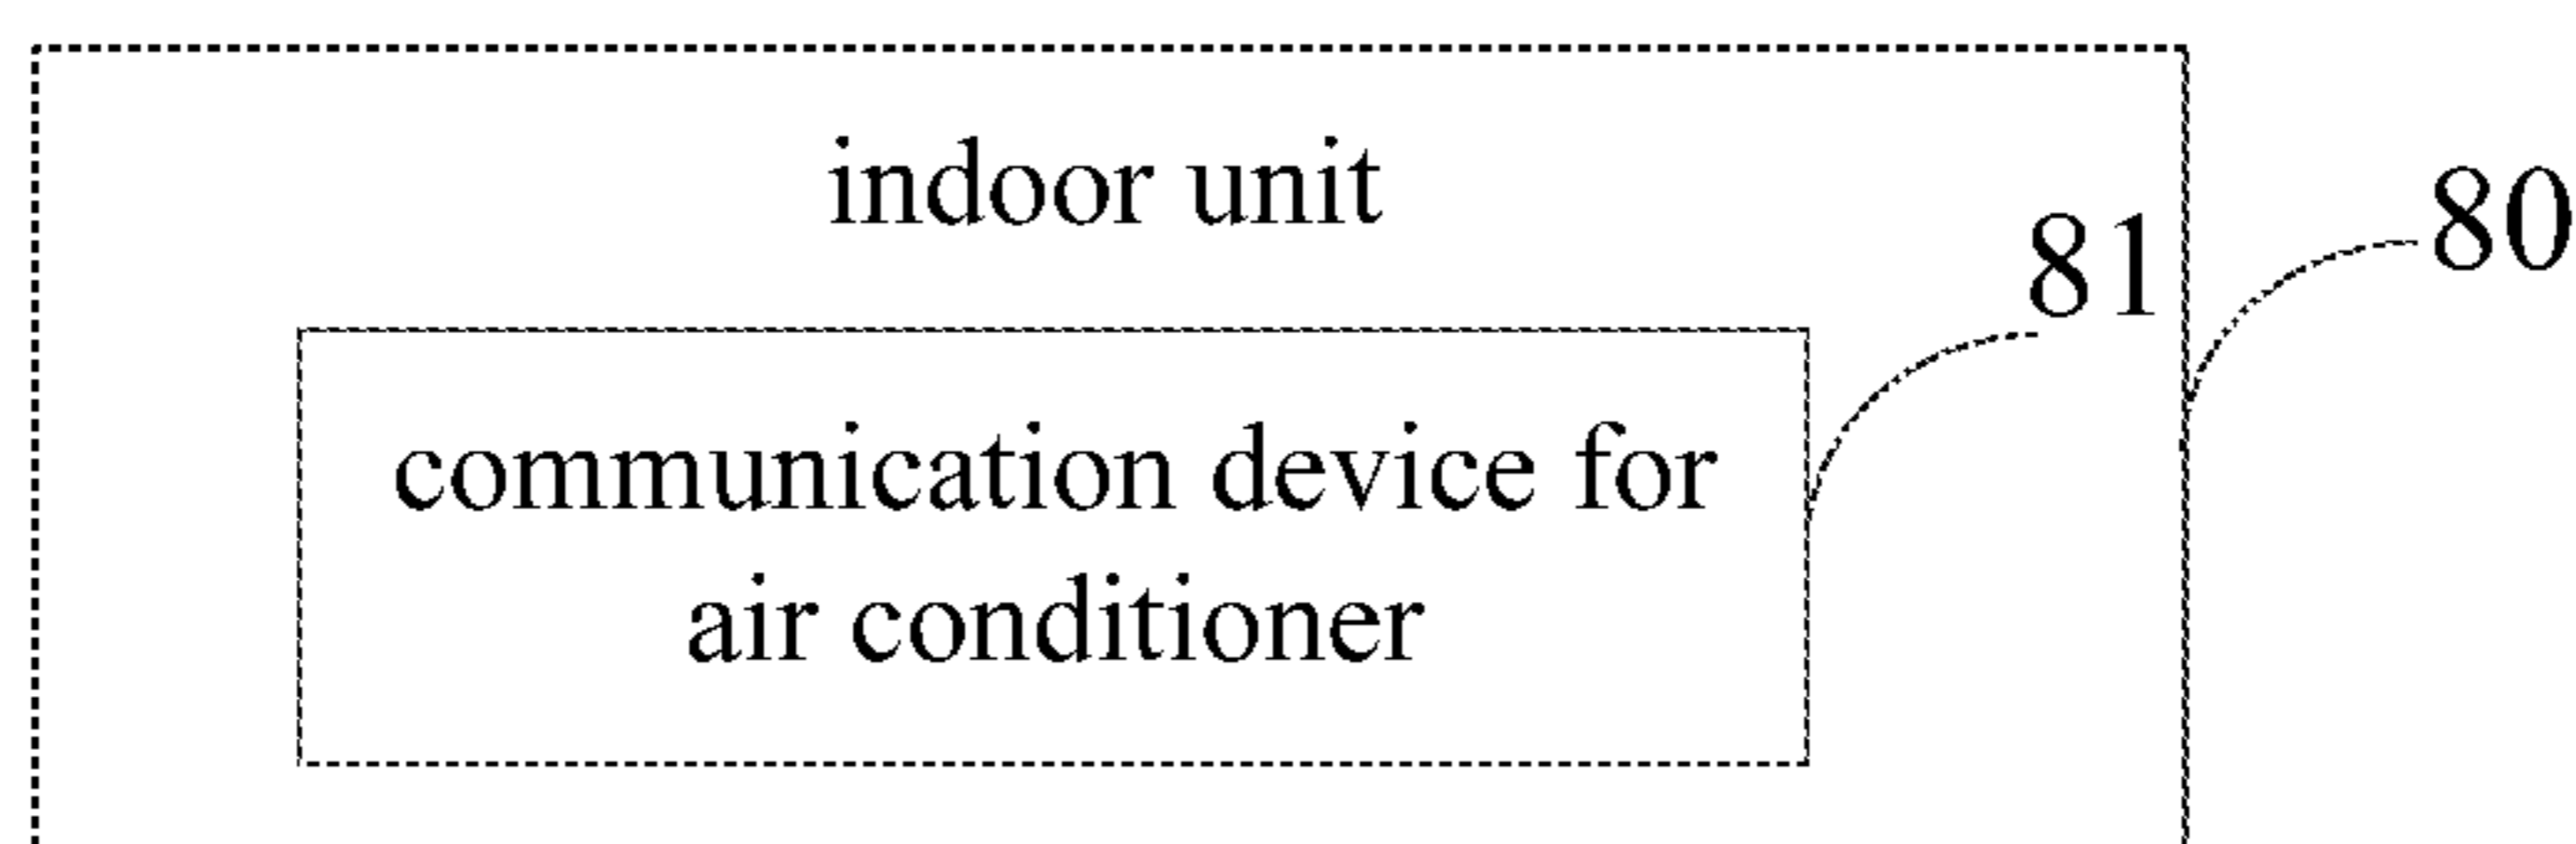 indoor unit
81
80
communication device for
air conditioner